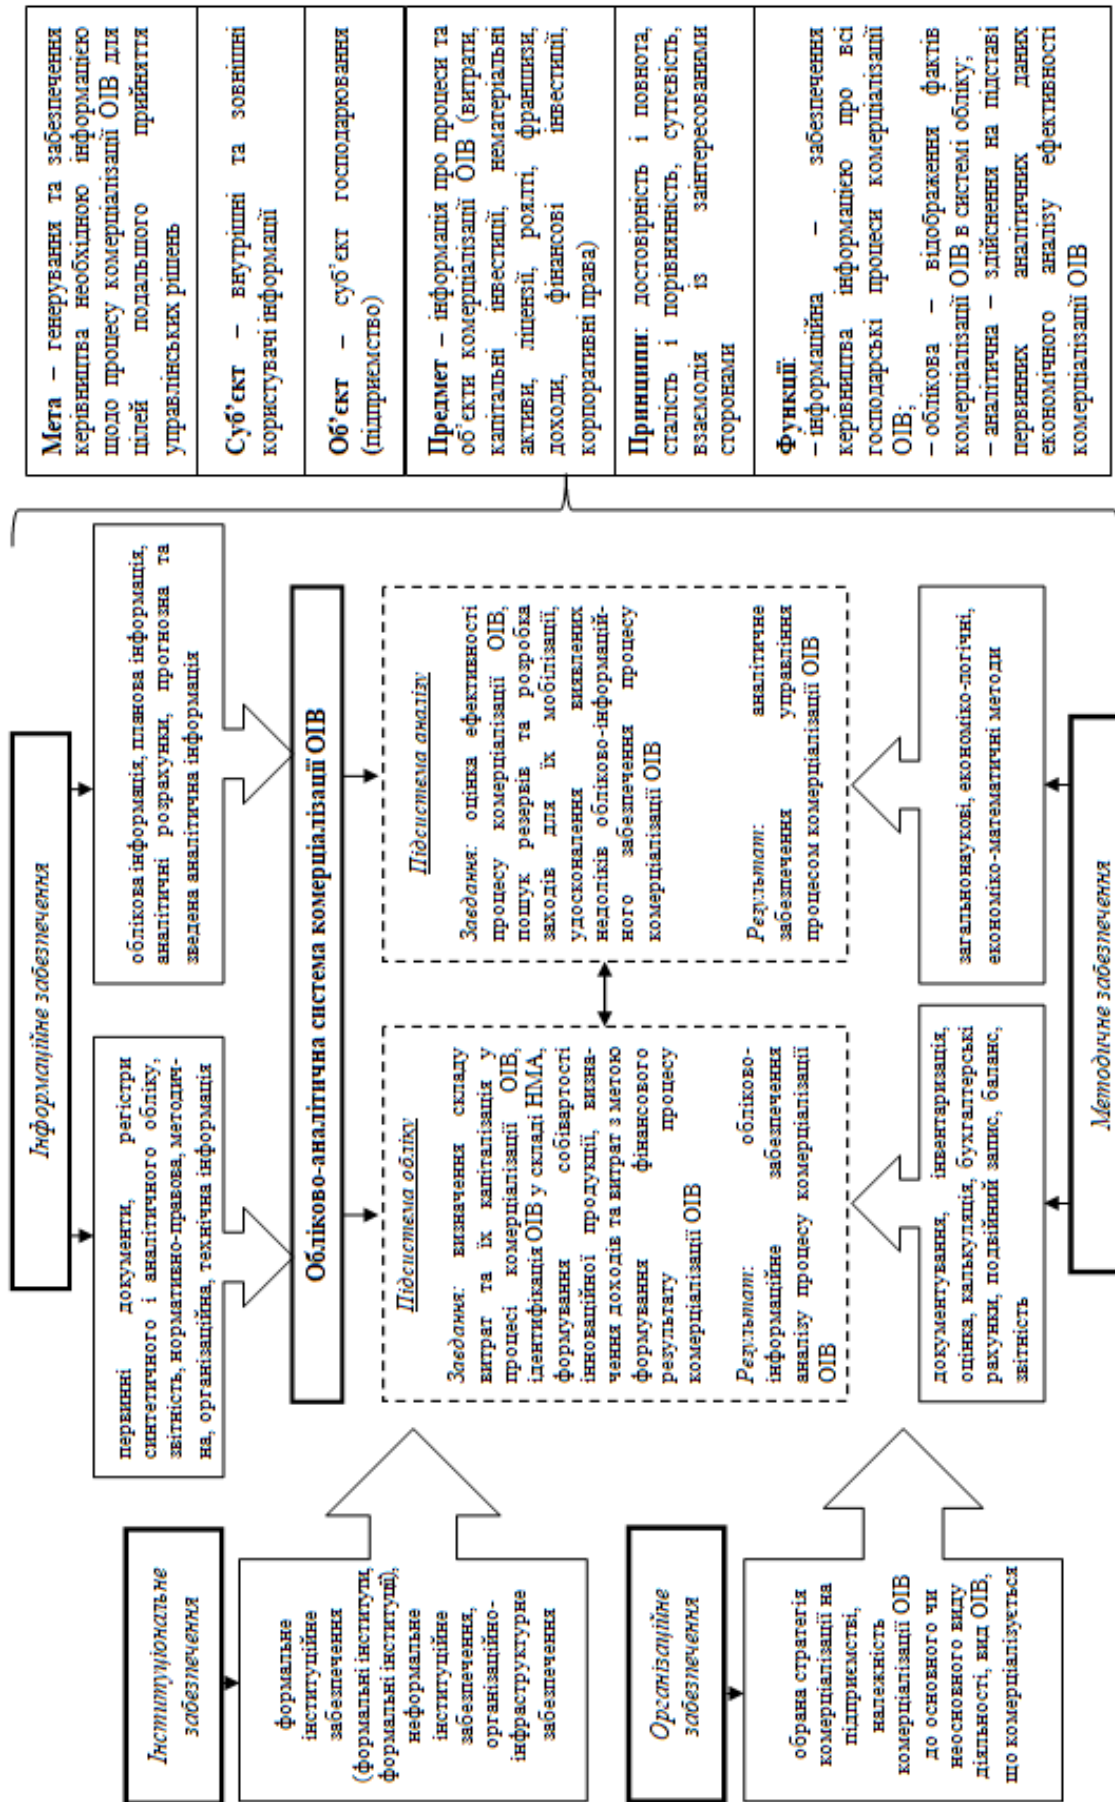 Інформаційне забезпечення
первинні документи, регістри
синтетичного і аналітичного обліку,
звітність, нормативно-правова, методич-
на, організаційна, технічна інформація
облікова інформація, планова інформація,
аналітичні розрахунки, прогнозна та
зведена аналітична інформація
Інституціональне
забезпечення
формальне
інституційне
забезпечення
(формальні інститути,
формальні інституції),
неформальне
інституційне
забезпечення,
організаційно-
інфраструктурне
забезпечення
Організаційне
забезпечення
обрана стратегія
комерціалізації на
підприємстві,
належність
комерціалізації ОІВ
до основного чи
неосновного виду
діяльності, вид ОІВ,
що комерціалізується
Обліково-аналітична система комерціалізації ОІВ
Підсистема обліку
Завдання: визначення складу
витрат та їх капіталізація у
процесі комерціалізації ОІВ,
ідентифікація ОІВ у складі НМА,
формування собівартості
інноваційної продукції, визна-
чення доходів та витрат з метою
формування фінансового
результату процесу
комерціалізації ОІВ
Результат: обліково-
інформаційне забезпечення
аналізу процесу комерціалізації
ОІВ
Підсистема аналізу
Завдання: оцінка ефективності
процесу комерціалізації ОІВ,
пошук резервів та розробка
заходів для їх мобілізації,
удосконалення виявлених
недоліків обліково-інформацій-
ного забезпечення процесу
комерціалізації ОІВ
Результат: аналітичне
забезпечення управління
процесом комерціалізації ОІВ
документування, інвентаризація,
оцінка, калькуляція, бухгалтерські
рахунки, подвійний запис, баланс,
звітність
загальнонаукові, економіко-логічні,
економіко-математичні методи
Методичне забезпечення
Мета – генерування та забезпечення
керівництва необхідною інформацією
щодо процесу комерціалізації ОІВ для
цілей подальшого прийняття
управлінських рішень
Суб’єкт – внутрішні та зовнішні
користувачі інформації
Об’єкт – суб’єкт господарювання
(підприємство)
Предмет – інформація про процеси та
об’єкти комерціалізації ОІВ (витрати,
капітальні інвестиції, нематеріальні
активи, ліцензії, роялті, франшизи,
доходи, фінансові інвестиції,
корпоративні права)
Принципи: достовірність і повнота,
сталість і порівнянність, суттєвість,
взаємодія із заінтересованими
сторонами
Функції:
– інформаційна – забезпечення
керівництва інформацією про всі
господарські процеси комерціалізації
ОІВ;
– облікова – відображення фактів
комерціалізації ОІВ в системі обліку;
– аналітична – здійснення на підставі
первинних аналітичних даних
економічного аналізу ефективності
комерціалізації ОІВ